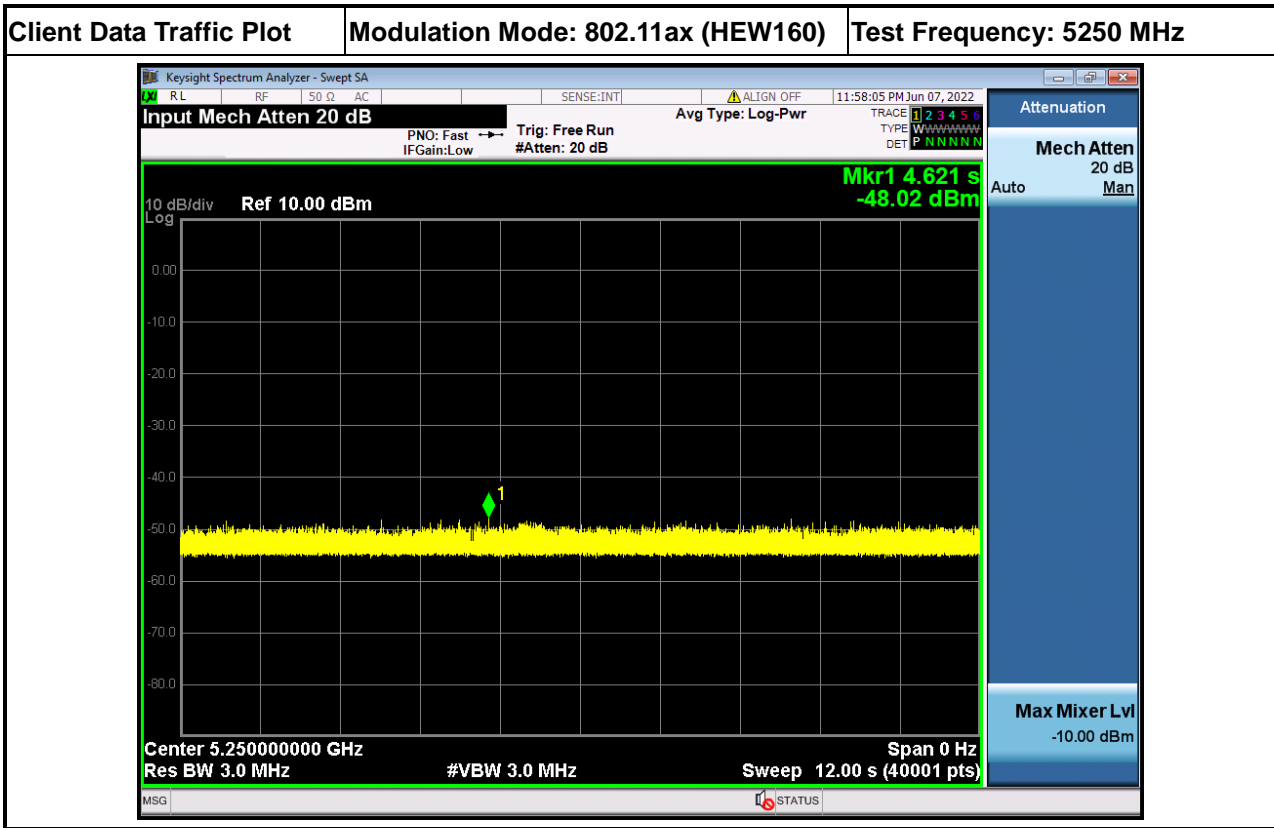 Client Data Traffic Plot Modulation Mode: 802.11ax (HEW160) Test Frequency: 5250 MHz
Keysight Spectrum Analyzer - Swept SA
LXI RL RF 50 Ω AC SENSE:INT ALIGN OFF 11:58:05 PM Jun 07, 2022
Input Mech Atten 20 dB Avg Type: Log-Pwr TRACE 1 2 3 4 5 6
PNO: Fast Trig: Free Run TYPE WWWWWW
IFGain:Low #Atten: 20 dB DET P N N N N N
Mkr1 4.621 s
10 dB/div Ref 10.00 dBm -48.02 dBm
Log
0.00
-10.0
-20.0
-30.0
-40.0
1
-50.0
-60.0
-70.0
-80.0
Center 5.250000000 GHz Span 0 Hz
Res BW 3.0 MHz #VBW 3.0 MHz Sweep 12.00 s (40001 pts)
MSG STATUS
Attenuation
Mech Atten
20 dB
Auto Man
Max Mixer Lvl
-10.00 dBm